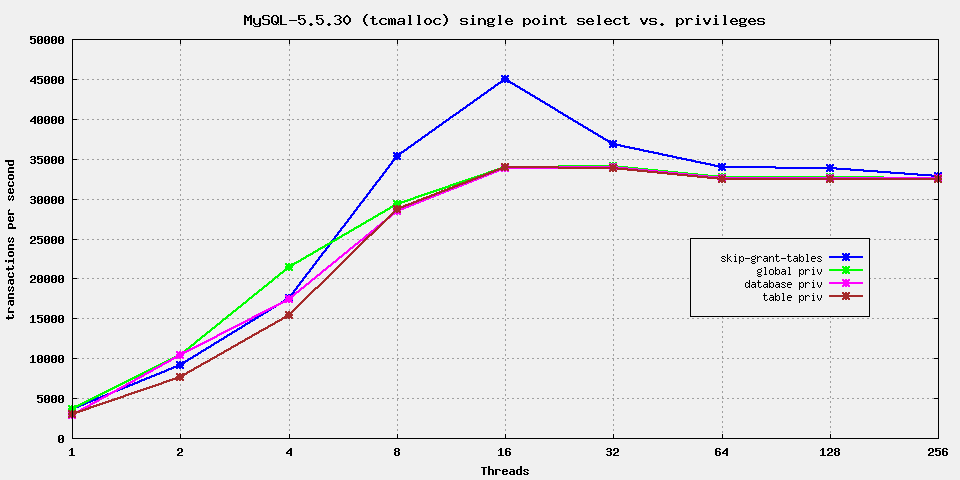 MySQL-5.5.30 (tcmalloc) single point select vs. privileges
50000
45000
40000
35000
30000
25000
20000
15000
10000
5000
0
transactions per second
skip-grant-tables
global priv
database priv
table priv
1 2 4 8 16 32 64 128 256
Threads